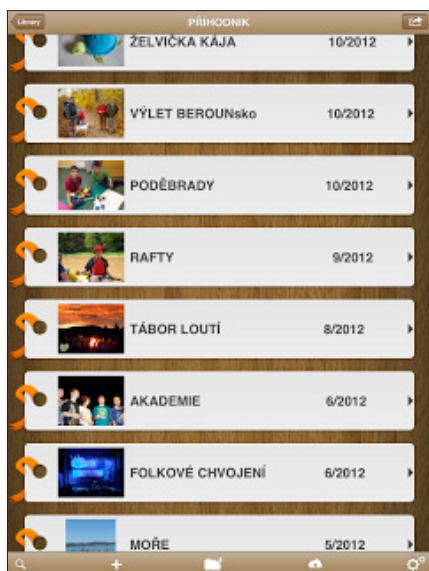 Library
PŘÍHODNIK
ŽELVIČKA KÁJA 10/2012
VÝLET BEROUNsko 10/2012
PODĚBRADY 10/2012
RAFTY 9/2012
TÁBOR LOUTÍ 8/2012
AKADEMIE 6/2012
FOLKOVÉ CHVOJENÍ 6/2012
MOŘE 5/2012